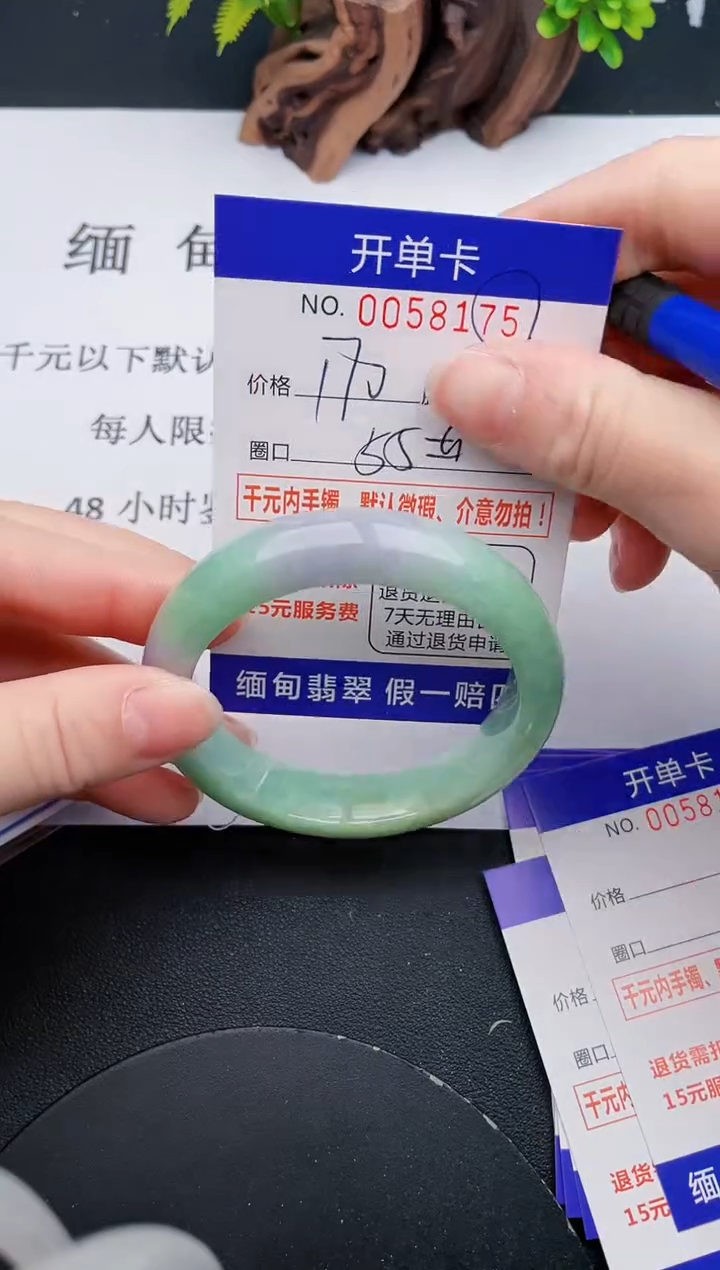 缅 甸
千元以下默认
每人限
48 小时
开单卡
NO. 0058175
价格
圈口
千元内手镯、默认微瑕、介意勿拍！
15元服务费
7天无理由
通过退货申请
缅甸翡翠 假一赔
开单卡
NO. 00581
价格
圈口
千元内手镯、
退货需
15元服
缅
价格
圈口
千元内
退货
15元